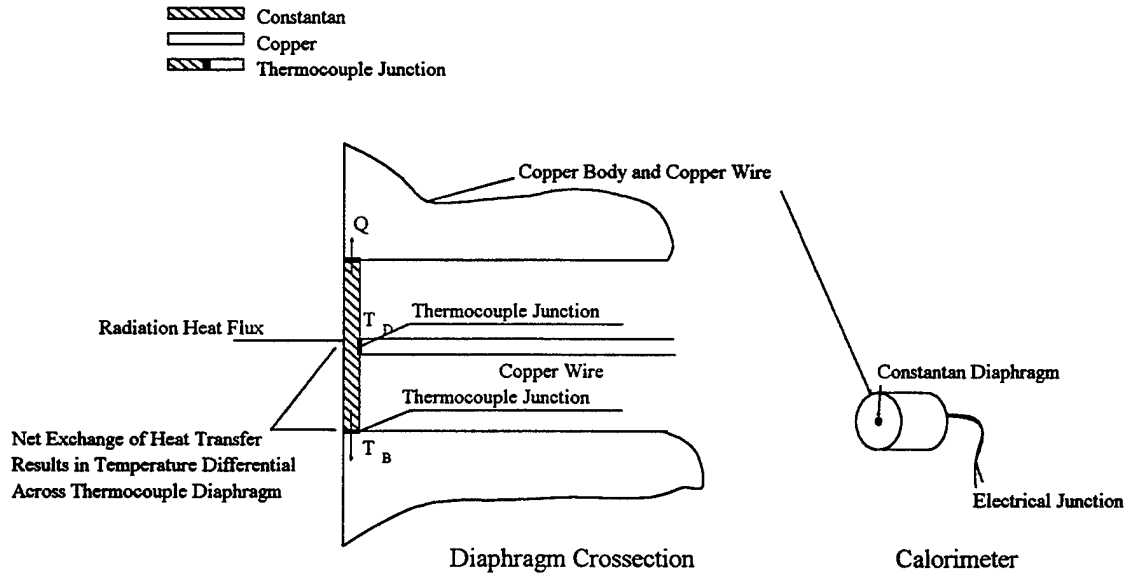 Constantan
Copper
Thermocouple Junction
Copper Body and Copper Wire
Q
Thermocouple Junction
T D
Radiation Heat Flux
Copper Wire
Constantan Diaphragm
Thermocouple Junction
Net Exchange of Heat Transfer
Results in Temperature Differential
Across Thermocouple Diaphragm
T B
Electrical Junction
Diaphragm Crossection
Calorimeter